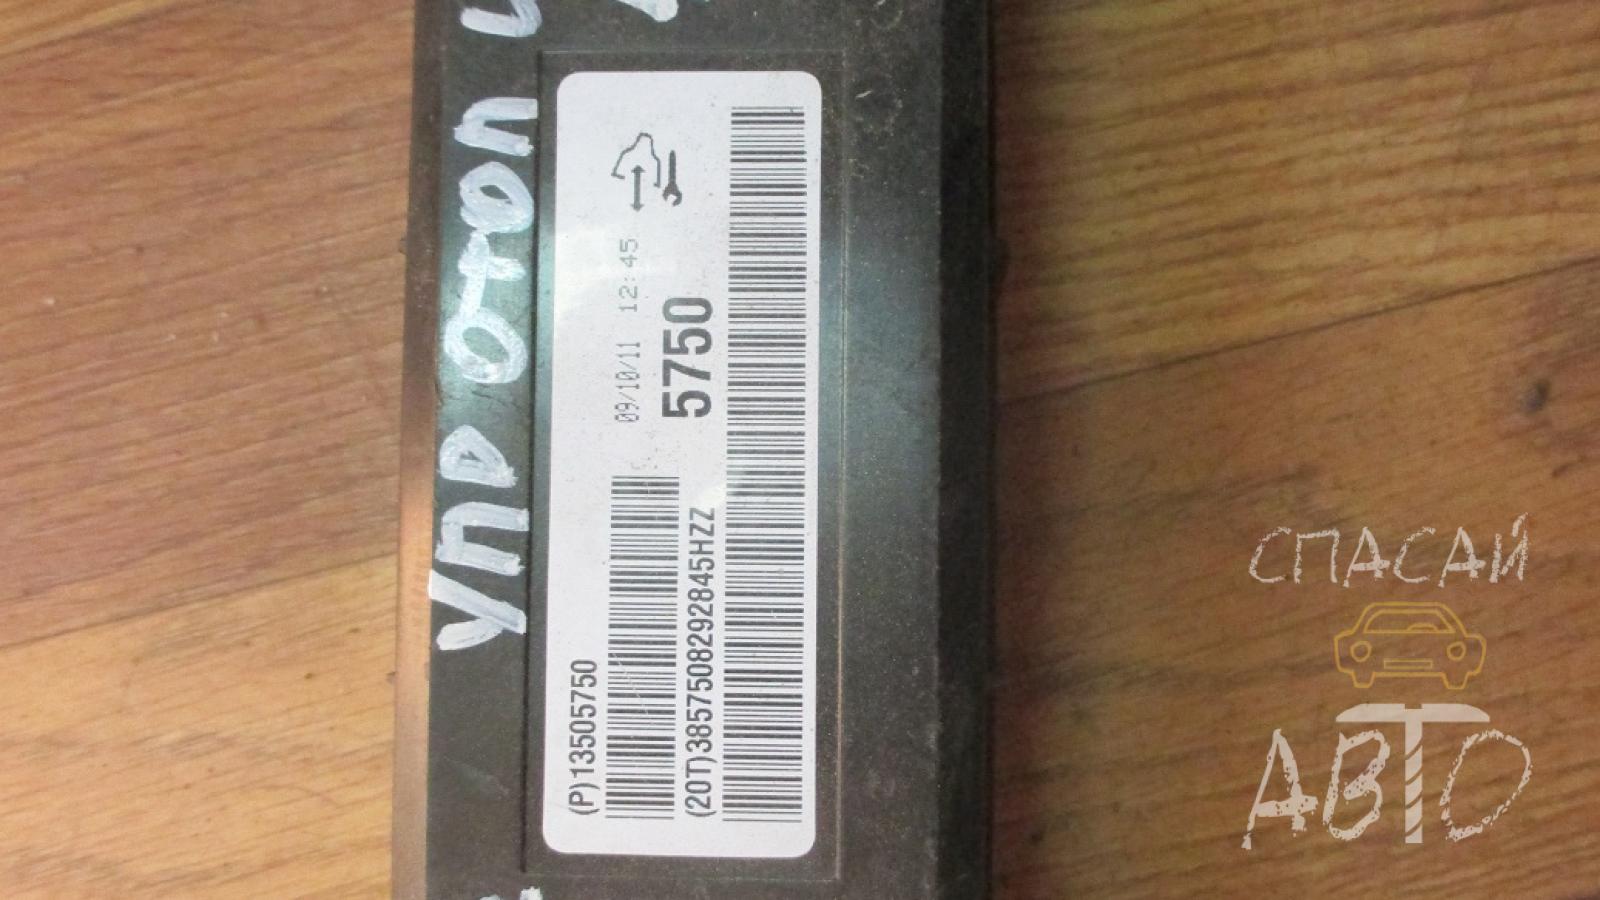 УПР ОТОП
(P)13505750
09/10/11 12:45
5750
(20T)3857508292845HZZ
СПАСАЙ
АВТО